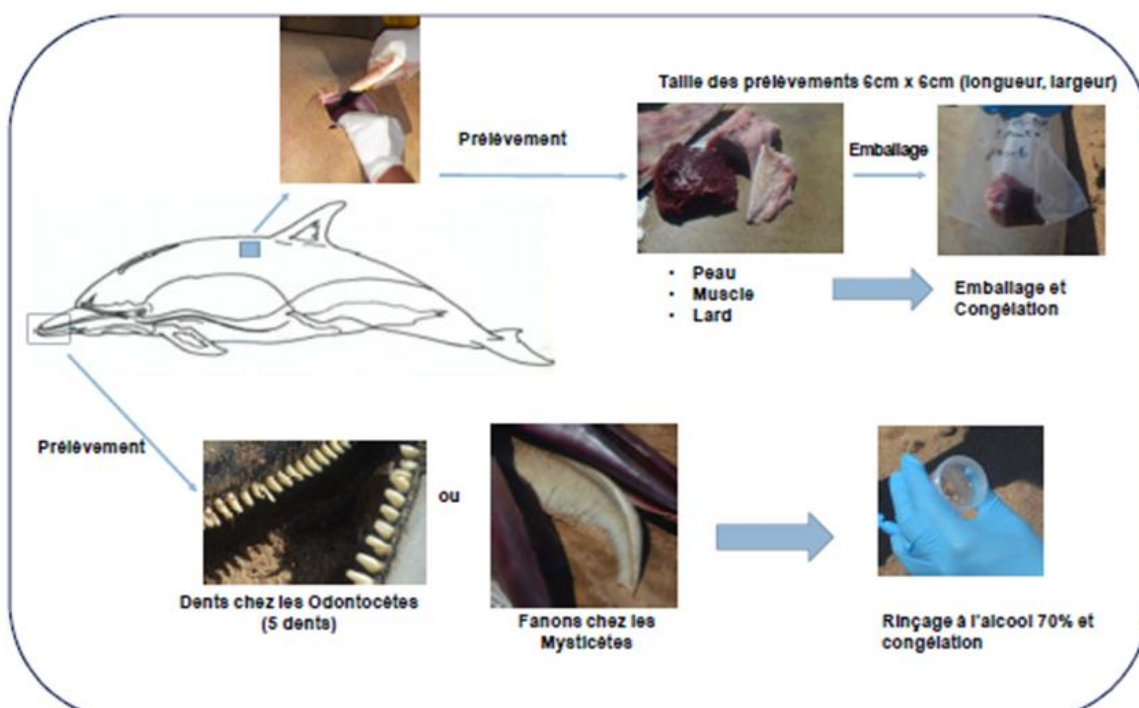 Taille des prélèvements 6cm x 6cm (longueur, largeur)
Prélèvement
Emballage
• Peau
• Muscle
• Lard
Emballage et
Congélation
Prélèvement
ou
Dents chez les Odontocètes
(5 dents)
Fanons chez les
Mysticètes
Rinçage à l'alcool 70% et
congélation